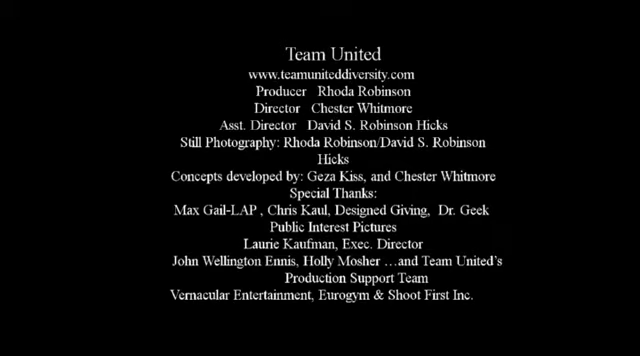 Team United
www.teamuniteddiversity.com
Producer Rhoda Robinson
Director Chester Whitmore
Asst. Director David S. Robinson Hicks
Still Photography: Rhoda Robinson/David S. Robinson
Hicks
Concepts developed by: Geza Kiss, and Chester Whitmore
Special Thanks:
Max Gail-LAP , Chris Kaul, Designed Giving, Dr. Geek
Public Interest Pictures
Laurie Kaufman, Exec. Director
John Wellington Ennis, Holly Mosher …and Team United’s
Production Support Team
Vernacular Entertainment, Eurogym & Shoot First Inc.